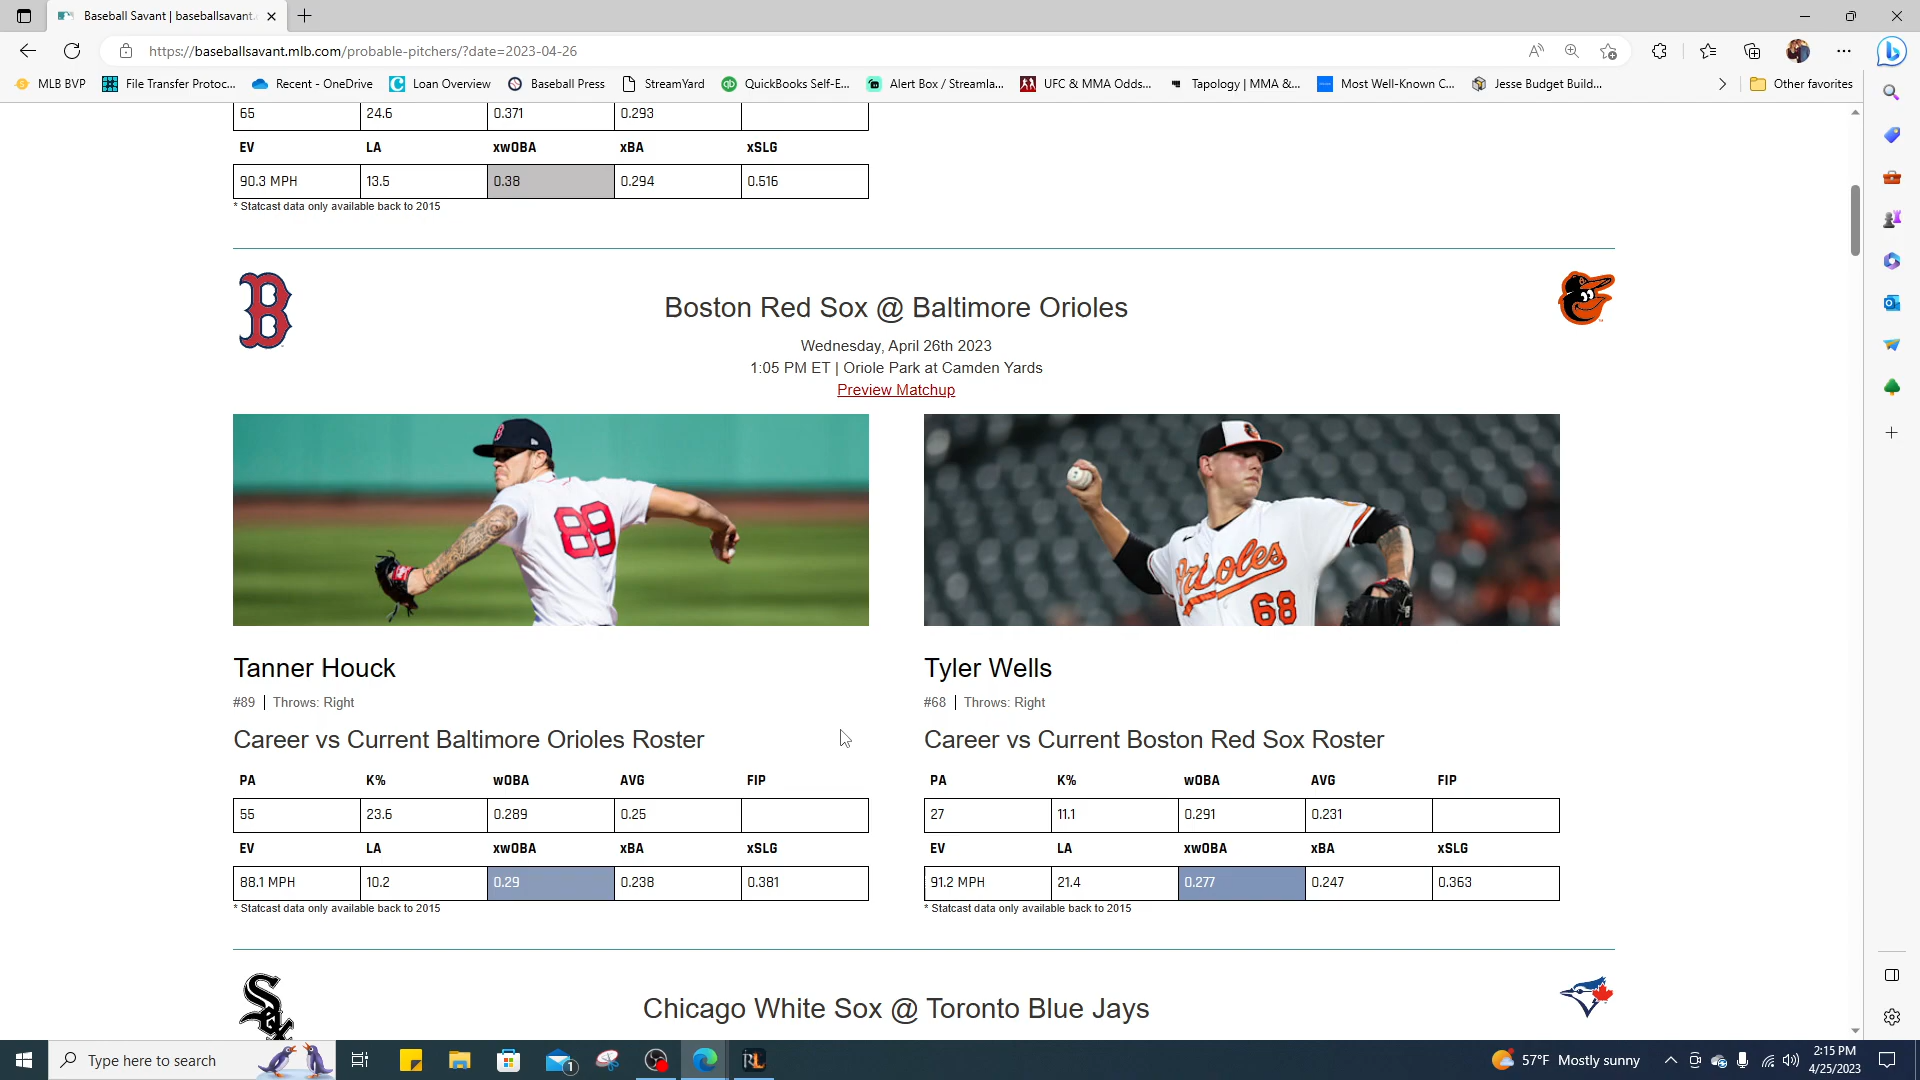 Baseball Savant | baseballsavant.
https://baseballsavant.mlb.com/probable-pitchers/?date=2023-04-26
MLB BVP File Transfer Protoc... Recent - OneDrive Loan Overview Baseball Press StreamYard QuickBooks Self-E... Alert Box / Streamla... UFC & MMA Odds... Tapology | MMA &... Most Well-Known C... Jesse Budget Build... Other favorites
65 24.6 0.371 0.293
EV LA xwOBA xBA xSLG
90.3 MPH 13.5 0.38 0.294 0.516
* Statcast data only available back to 2015
B
Boston Red Sox @ Baltimore Orioles
Wednesday, April 26th 2023
1:05 PM ET | Oriole Park at Camden Yards
Preview Matchup
89
Orioles
68
Tanner Houck
#89 | Throws: Right
Career vs Current Baltimore Orioles Roster
PA K% wOBA AVG FIP
55 23.6 0.289 0.25
EV LA xwOBA xBA xSLG
88.1 MPH 10.2 0.29 0.238 0.381
* Statcast data only available back to 2015
Tyler Wells
#68 | Throws: Right
Career vs Current Boston Red Sox Roster
PA K% wOBA AVG FIP
27 11.1 0.291 0.231
EV LA xwOBA xBA xSLG
91.2 MPH 21.4 0.277 0.247 0.363
* Statcast data only available back to 2015
Sox
Chicago White Sox @ Toronto Blue Jays
Type here to search
1
RL
57°F Mostly sunny
2:15 PM
4/25/2023